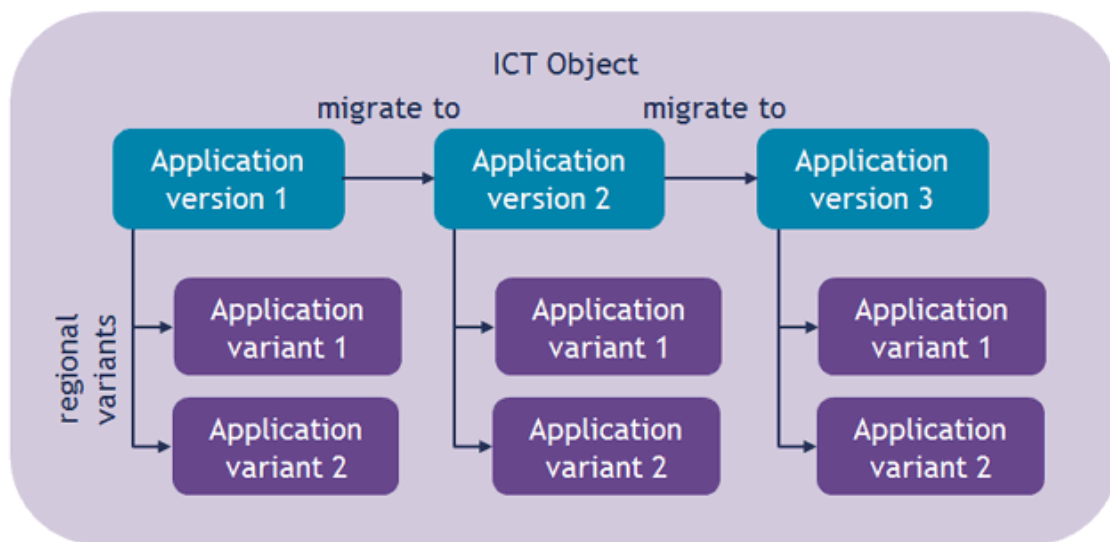 ICT Object
migrate to
migrate to
Application
version 1
Application
version 2
Application
version 3
regional
variants
Application
variant 1
Application
variant 1
Application
variant 1
Application
variant 2
Application
variant 2
Application
variant 2